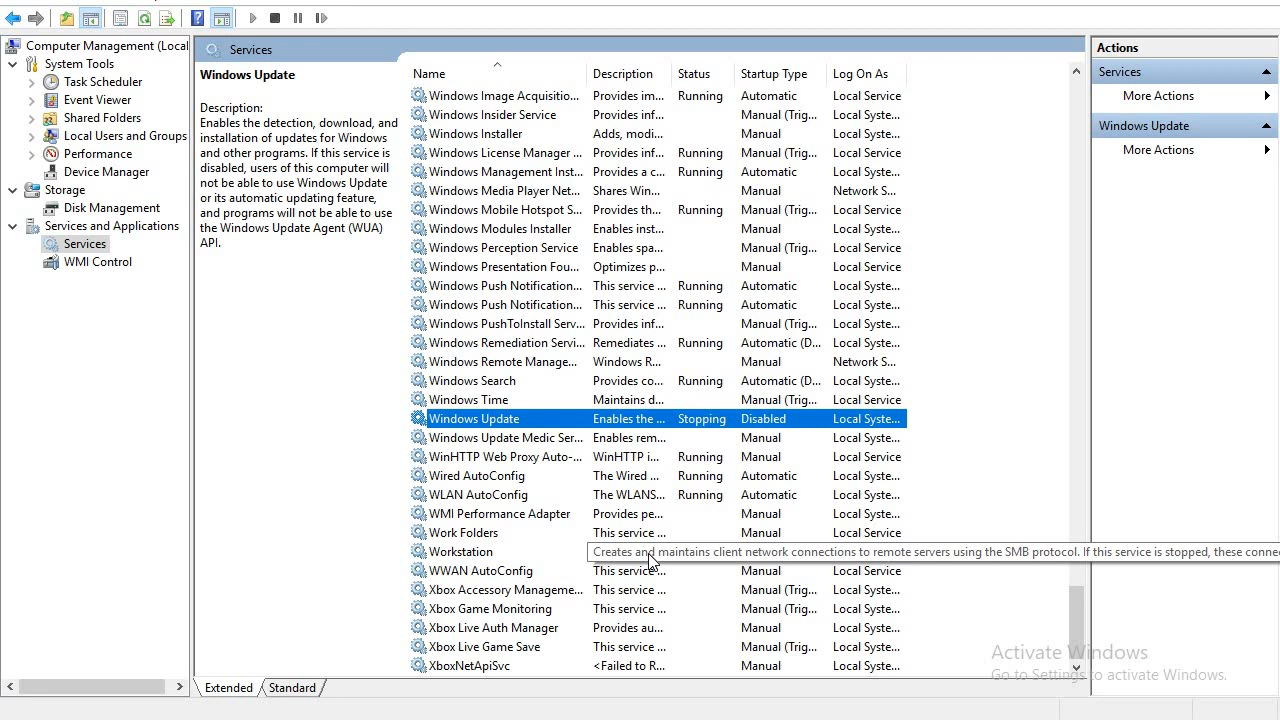 Computer Management (Local
System Tools
Task Scheduler
Event Viewer
Shared Folders
Local Users and Groups
Performance
Device Manager
Storage
Disk Management
Services and Applications
Services
WMI Control
Services
Windows Update
Description:
Enables the detection, download, and
installation of updates for Windows
and other programs. If this service is
disabled, users of this computer will
not be able to use Windows Update
or its automatic updating feature,
and programs will not be able to use
the Windows Update Agent (WUA)
API.
Name Description Status Startup Type Log On As
Windows Image Acquisitio... Provides im... Running Automatic Local Service
Windows Insider Service Provides inf... Manual (Trig... Local Syste...
Windows Installer Adds, modi... Manual Local Syste...
Windows License Manager ... Provides inf... Running Manual (Trig... Local Service
Windows Management Inst... Provides a c... Running Automatic Local Syste...
Windows Media Player Net... Shares Win... Manual Network S...
Windows Mobile Hotspot S... Provides th... Running Manual (Trig... Local Service
Windows Modules Installer Enables inst... Manual Local Syste...
Windows Perception Service Enables spa... Manual (Trig... Local Service
Windows Presentation Fou... Optimizes p... Manual Local Service
Windows Push Notification... This service ... Running Automatic Local Syste...
Windows Push Notification... This service ... Running Automatic Local Syste...
Windows PushToInstall Serv... Provides inf... Manual (Trig... Local Syste...
Windows Remediation Servi... Remediates ... Running Automatic (D... Local Syste...
Windows Remote Manage... Windows R... Manual Network S...
Windows Search Provides co... Running Automatic (D... Local Syste...
Windows Time Maintains d... Manual (Trig... Local Service
Windows Update Enables the ... Stopping Disabled Local Syste...
Windows Update Medic Ser... Enables rem... Manual Local Syste...
WinHTTP Web Proxy Auto-... WinHTTP i... Running Manual Local Service
Wired AutoConfig The Wired ... Running Automatic Local Syste...
WLAN AutoConfig The WLANS... Running Automatic Local Syste...
WMI Performance Adapter Provides pe... Manual Local Syste...
Work Folders This service ... Manual Local Service
Workstation Creates and maintains client network connections to remote servers using the SMB protocol. If this service is stopped, these conne
WWAN AutoConfig This service ... Manual Local Service
Xbox Accessory Manageme... This service ... Manual (Trig... Local Syste...
Xbox Game Monitoring This service ... Manual (Trig... Local Syste...
Xbox Live Auth Manager Provides au... Manual Local Syste...
Xbox Live Game Save This service ... Manual (Trig... Local Syste...
XboxNetApiSvc <Failed to R... Manual Local Syste...
Extended Standard
Actions
Services
More Actions
Windows Update
More Actions
Activate Windows
Go to Settings to activate Windows.